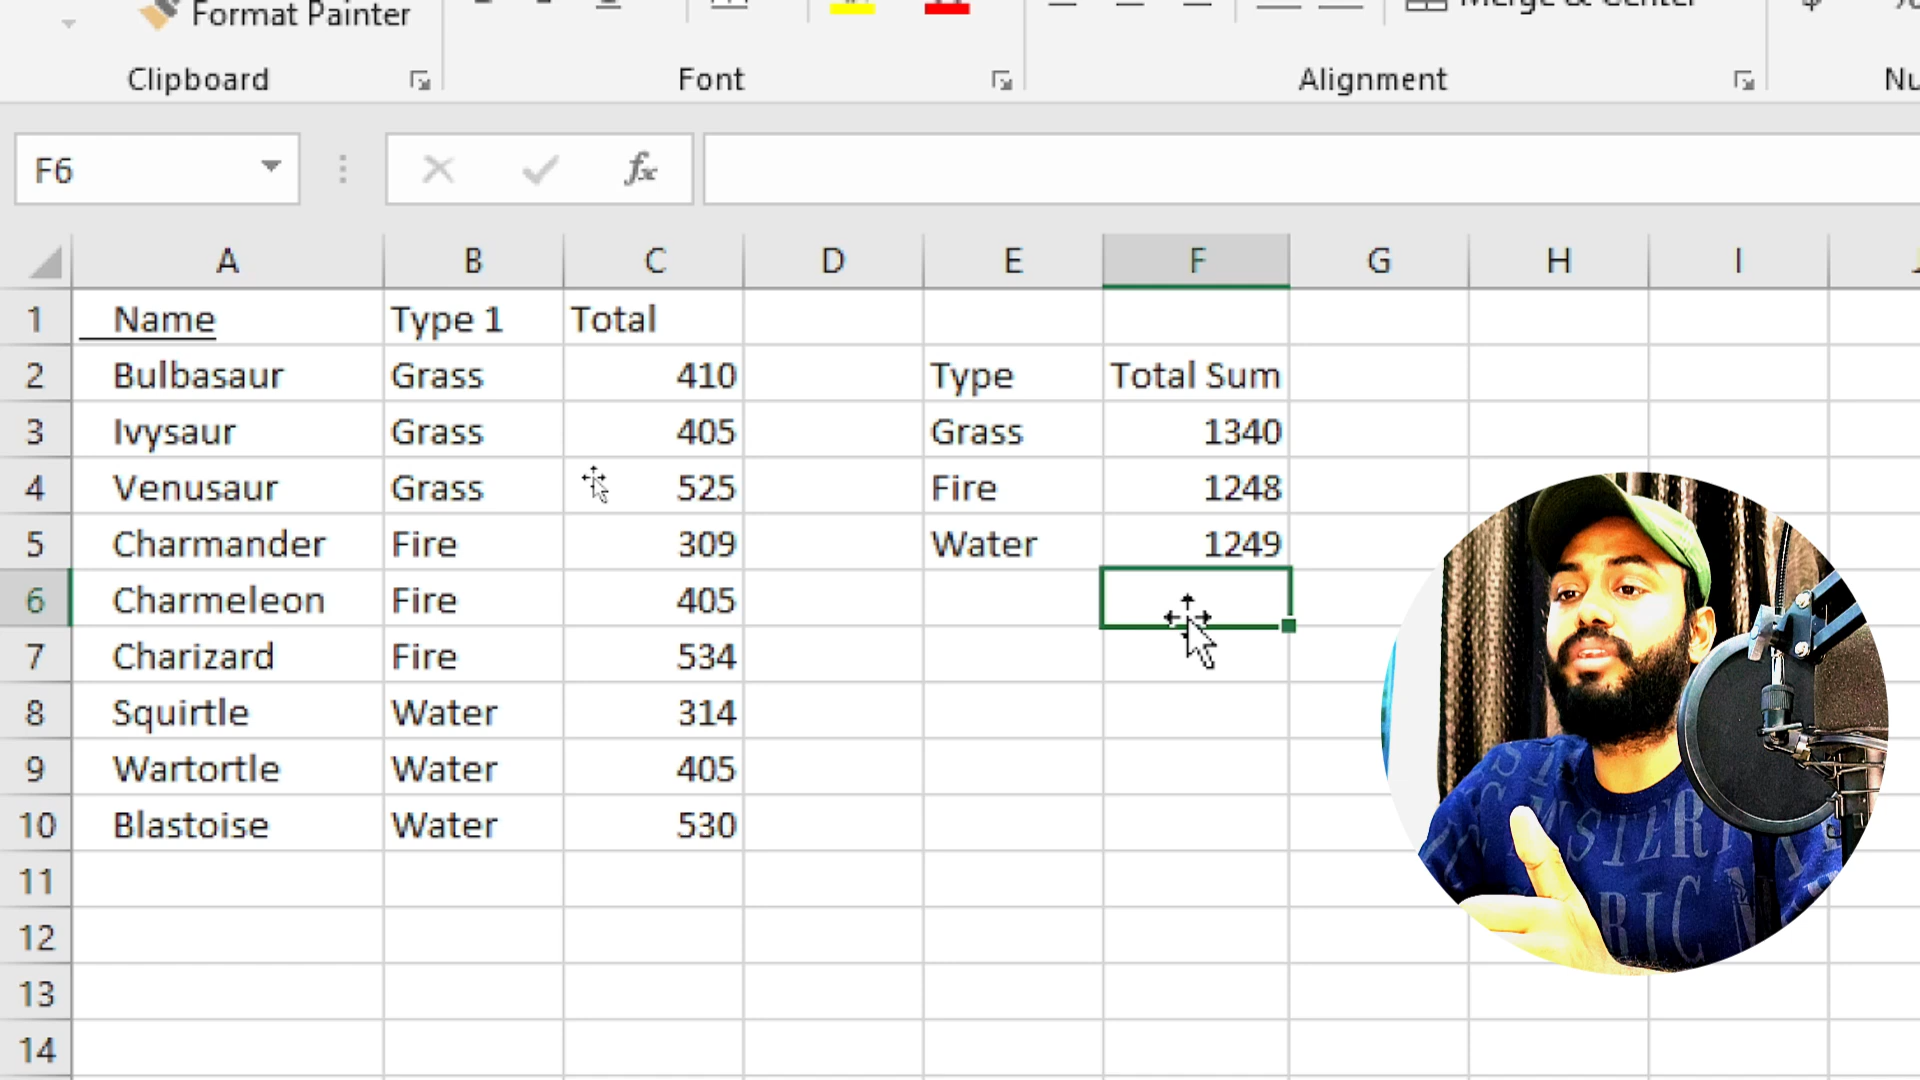 Format Painter
Merge & Center
$ %
Clipboard Font Alignment Nu
F6 fx
A B C D E F G H I
1 Name Type 1 Total
2 Bulbasaur Grass 410 Type Total Sum
3 Ivysaur Grass 405 Grass 1340
4 Venusaur Grass 525 Fire 1248
5 Charmander Fire 309 Water 1249
6 Charmeleon Fire 405
7 Charizard Fire 534
8 Squirtle Water 314
9 Wartortle Water 405
10 Blastoise Water 530
11
12
13
14